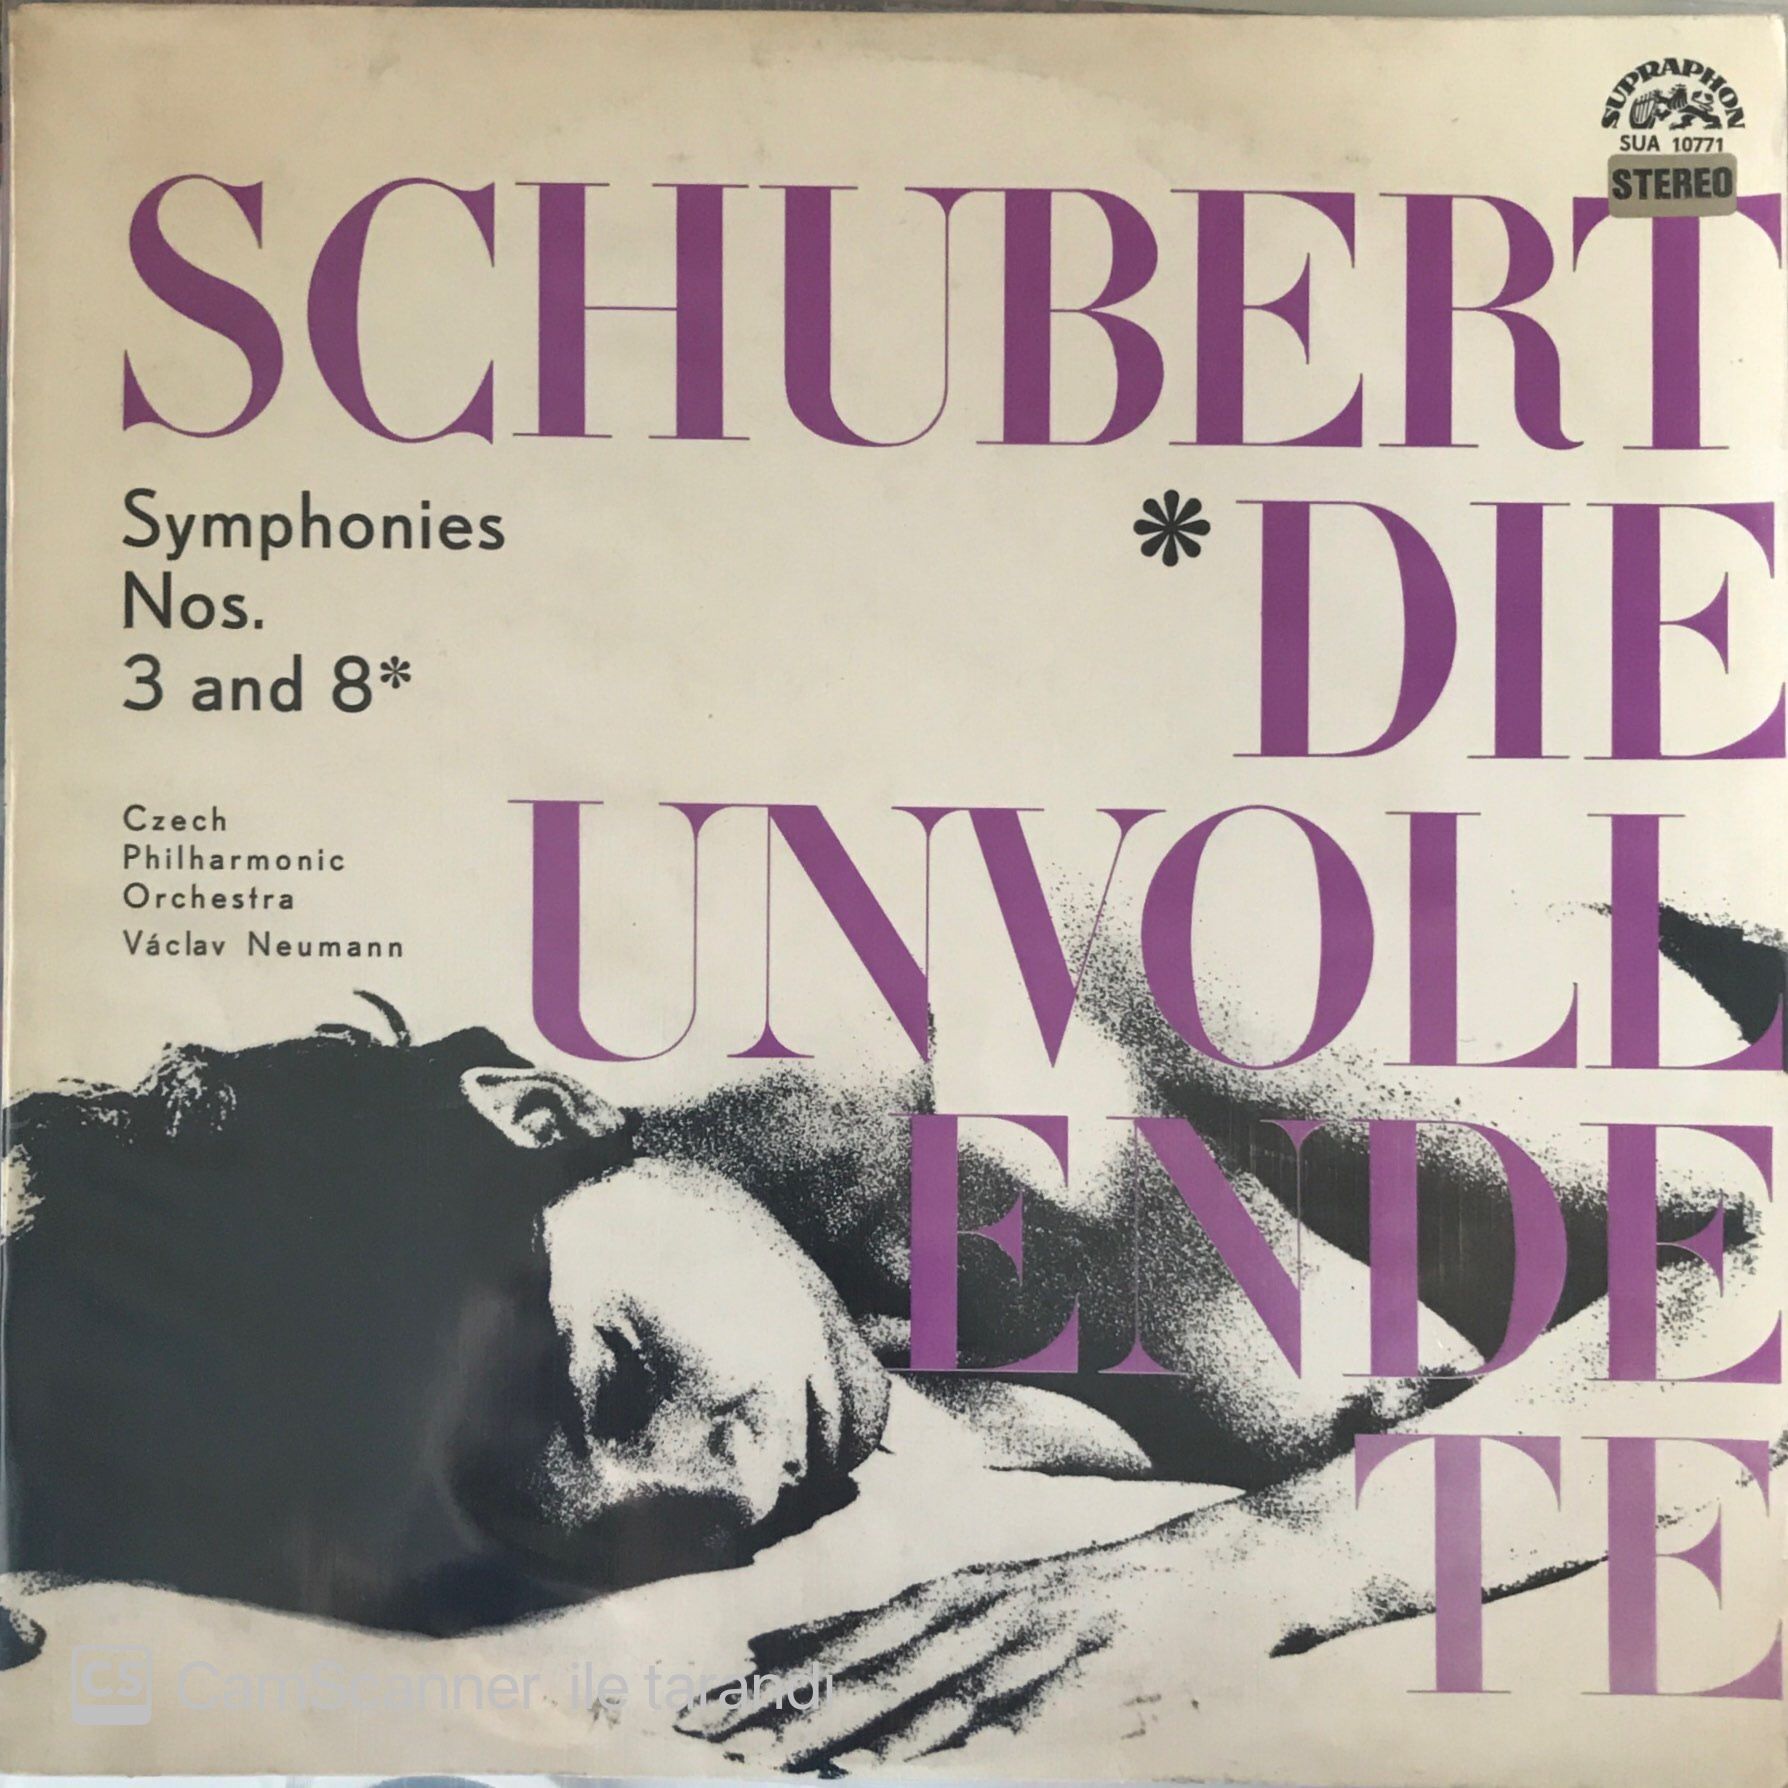 SUPRAPHON
SUA 10771
STEREO
SCHUBERT
Symphonies
Nos.
3 and 8*
* DIE
UNVOLL
ENDE
TE
Czech
Philharmonic
Orchestra
Václav Neumann
CS CamScanner ile tarandı